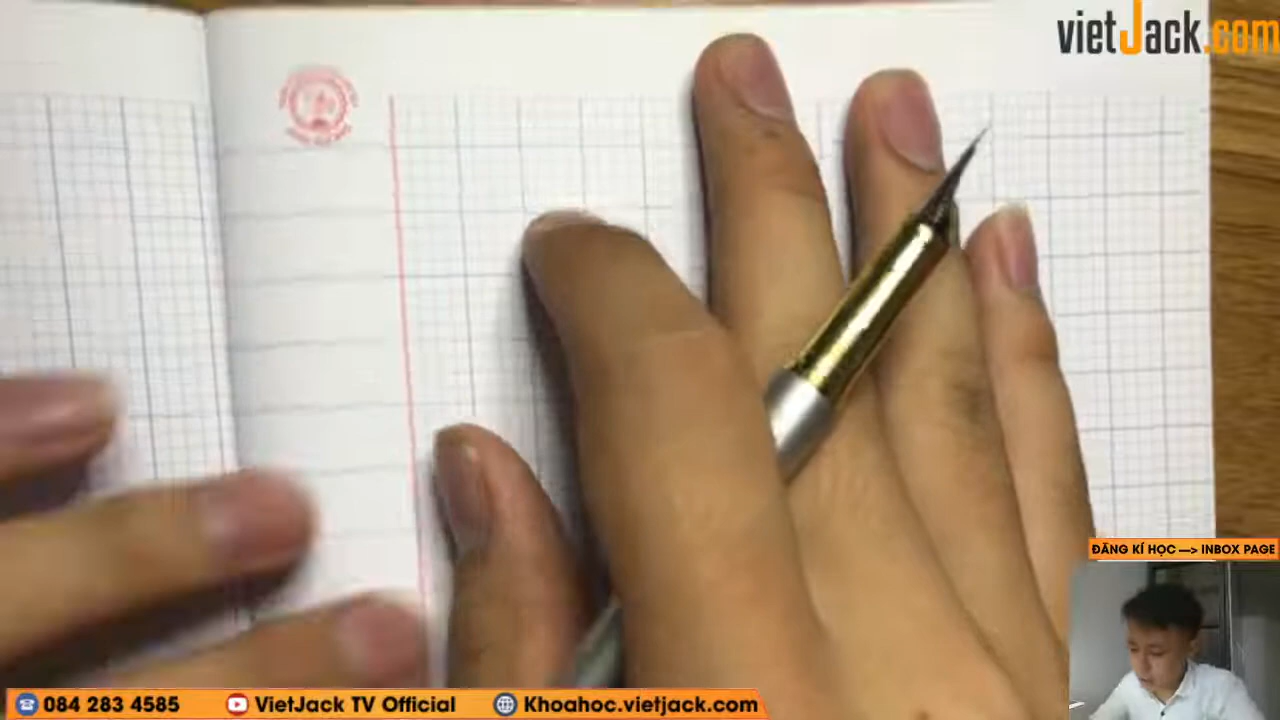 vietJack.com
ĐĂNG KÍ HỌC —> INBOX PAGE
084 283 4585
VietJack TV Official
Khoahoc.vietjack.com